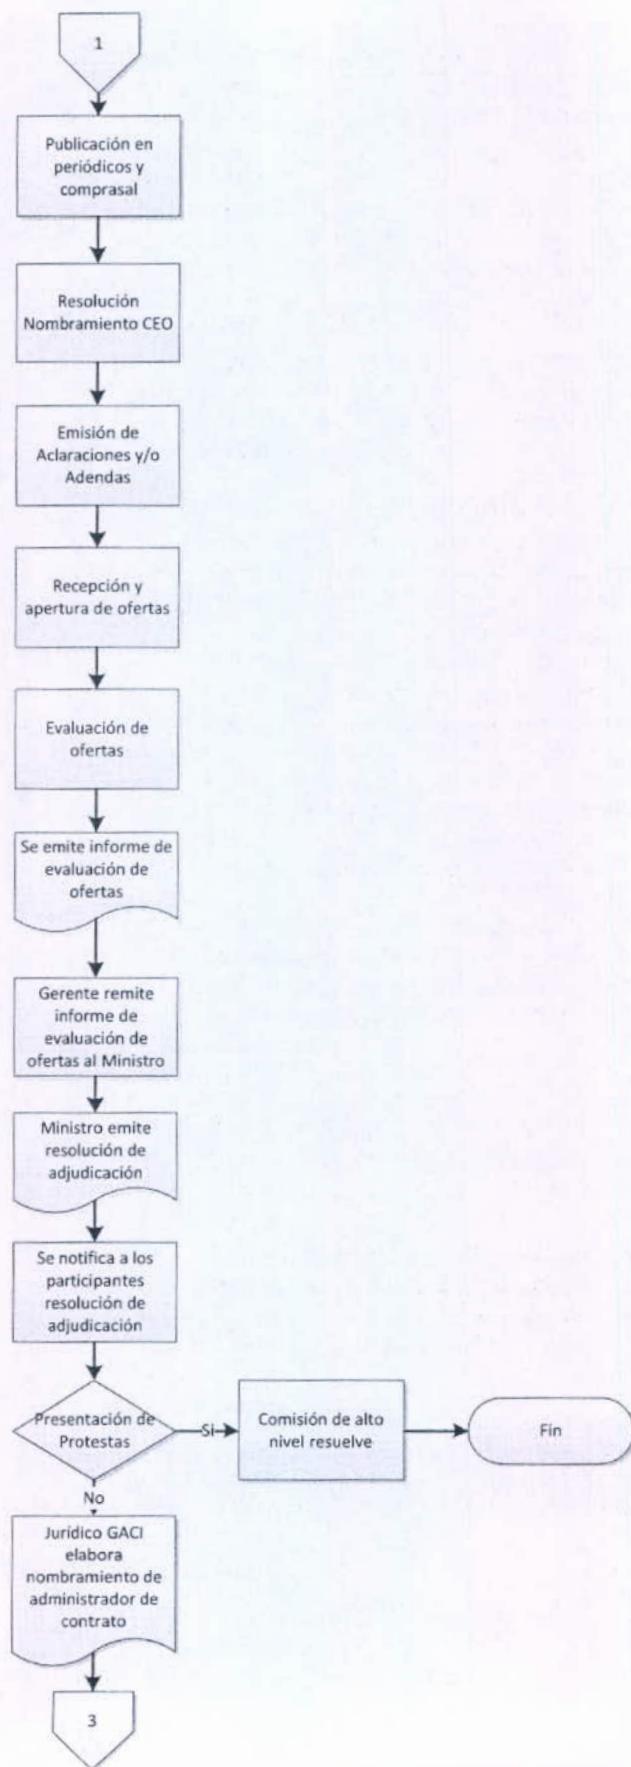 1
Publicación en
periódicos y
comprasal
Resolución
Nombramiento CEO
Emisión de
Aclaraciones y/o
Adendas
Recepción y
apertura de ofertas
Evaluación de
ofertas
Se emite informe de
evaluación de
ofertas
Gerente remite
informe de
evaluación de
ofertas al Ministro
Ministro emite
resolución de
adjudicación
Se notifica a los
participantes
resolución de
adjudicación
Presentación de
Protestas
Si
Comisión de alto
nivel resuelve
Fin
No
Jurídico GACI
elabora
nombramiento de
administrador de
contrato
3